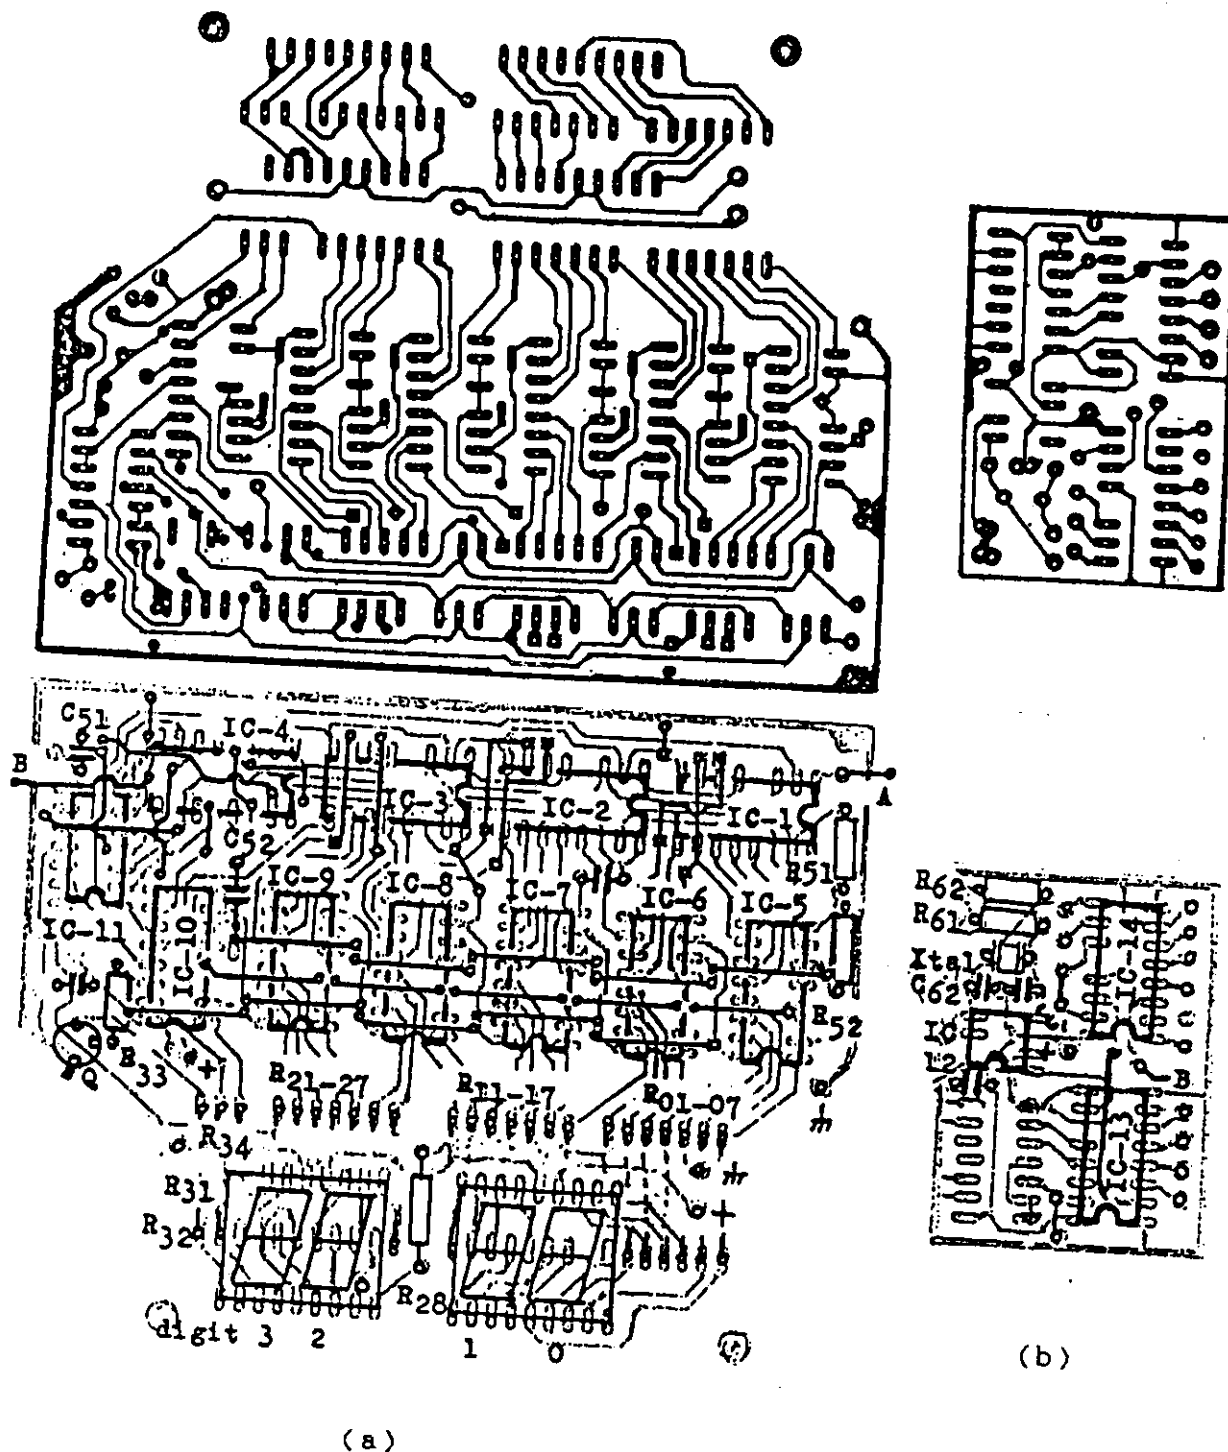 C51
IC-4
B
IC-3
IC-2
IC-1
A
C52
R51
IC-9
IC-8
IC-7
IC-6
IC-5
IC-11
IC-10
R52
Q
R33
+
R21-27
R11-17
R01-07
R34
R31
R32
+
R28
digit 3 2
1 0
(a)
R62
R61
Xtal
C62
IC-14
IC
12
+
B
IC-13
(b)